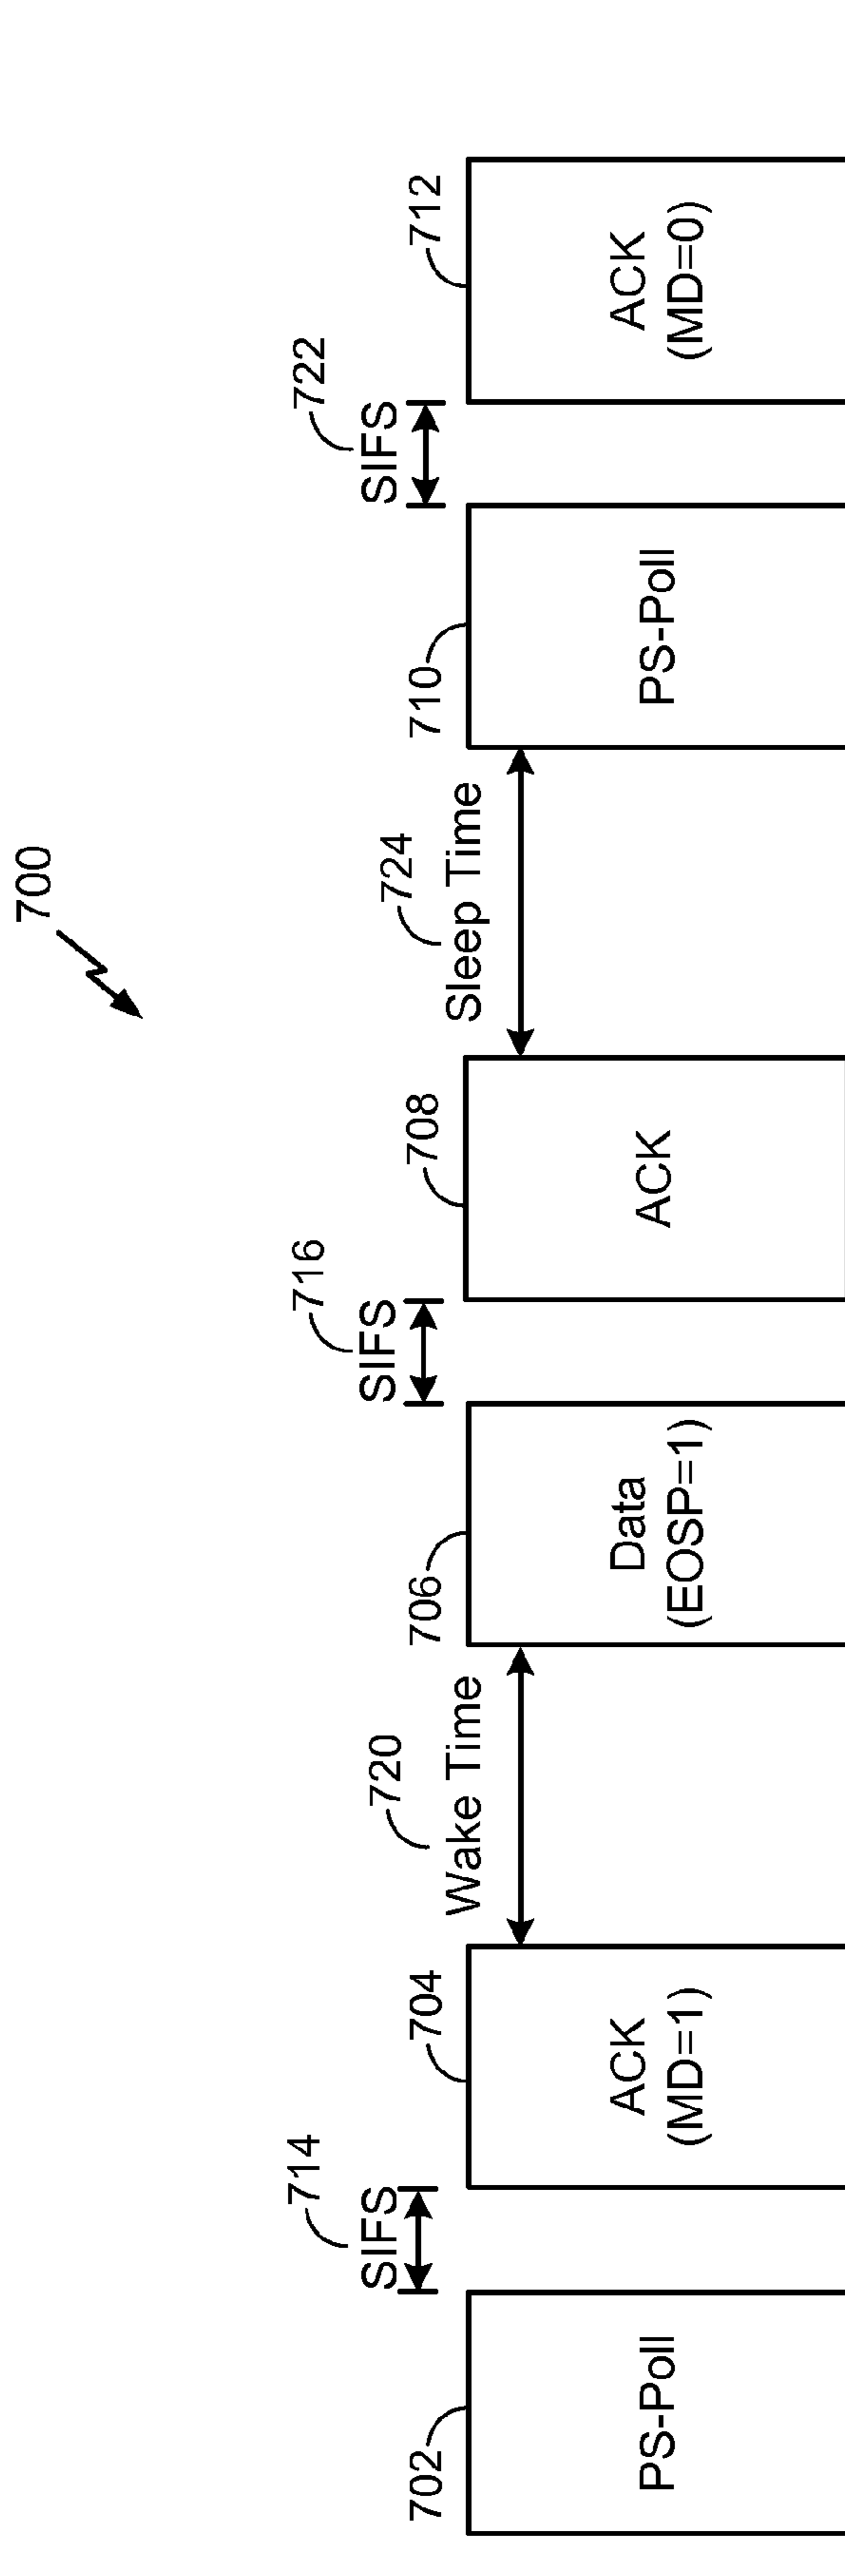 700
714
SIFS
720
Wake Time
716
SIFS
724
Sleep Time
722
SIFS
702
704
706
708
710
712
PS-Poll
ACK
(MD=1)
Data
(EOSP=1)
ACK
PS-Poll
ACK
(MD=0)